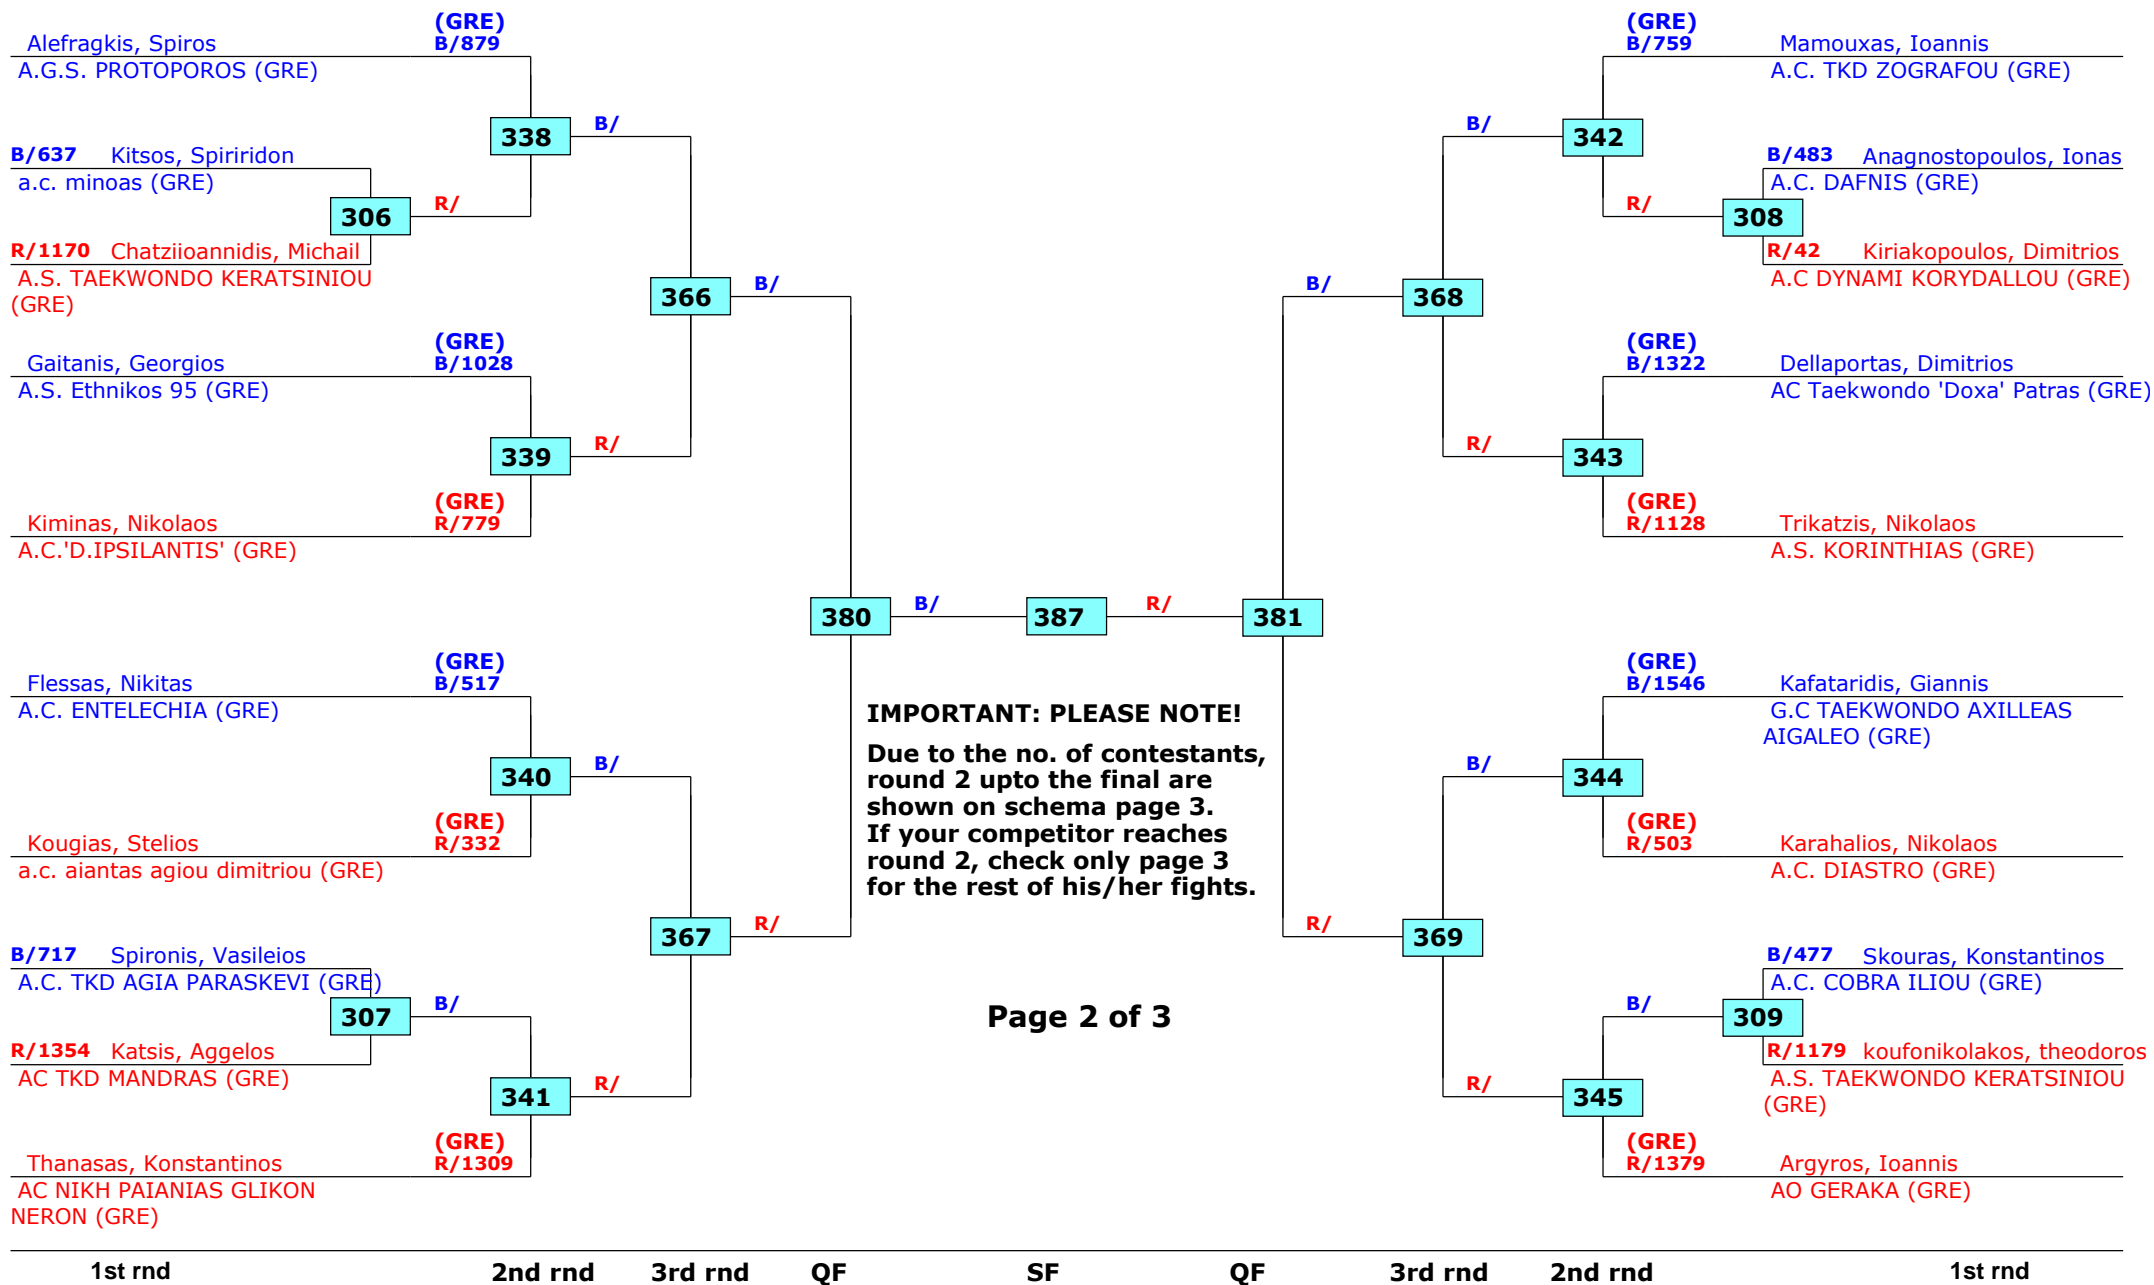 (GRE)
Alefragkis, Spiros B/879
A.G.S. PROTOPOROS (GRE)
338
B/
B/637 Kitsos, Spiriridon
a.c. minoas (GRE)
306
R/
R/1170 Chatziioannidis, Michail
A.S. TAEKWONDO KERATSINIOU
(GRE)
366
B/
(GRE)
Gaitanis, Georgios B/1028
A.S. Ethnikos 95 (GRE)
339
R/
(GRE)
Kiminas, Nikolaos R/779
A.C.'D.IPSILANTIS' (GRE)
380
B/
387
R/
381
(GRE)
Flessas, Nikitas B/517
A.C. ENTELECHIA (GRE)
340
B/
(GRE)
Kougias, Stelios R/332
a.c. aiantas agiou dimitriou (GRE)
367
R/
B/717 Spironis, Vasileios
A.C. TKD AGIA PARASKEVI (GRE)
307
B/
R/1354 Katsis, Aggelos
AC TKD MANDRAS (GRE)
341
R/
(GRE)
Thanasas, Konstantinos R/1309
AC NIKH PAIANIAS GLIKON
NERON (GRE)
IMPORTANT: PLEASE NOTE!
Due to the no. of contestants,
round 2 upto the final are
shown on schema page 3.
If your competitor reaches
round 2, check only page 3
for the rest of his/her fights.
Page 2 of 3
(GRE)
B/759 Mamouxas, Ioannis
A.C. TKD ZOGRAFOU (GRE)
B/
342
B/483 Anagnostopoulos, Ionas
A.C. DAFNIS (GRE)
R/
308
R/42 Kiriakopoulos, Dimitrios
A.C DYNAMI KORYDALLOU (GRE)
B/
368
(GRE)
B/1322 Dellaportas, Dimitrios
AC Taekwondo 'Doxa' Patras (GRE)
R/
343
(GRE)
R/1128 Trikatzis, Nikolaos
A.S. KORINTHIAS (GRE)
(GRE)
B/1546 Kafataridis, Giannis
G.C TAEKWONDO AXILLEAS
AIGALEO (GRE)
B/
344
(GRE)
R/503 Karahalios, Nikolaos
A.C. DIASTRO (GRE)
R/
369
B/477 Skouras, Konstantinos
A.C. COBRA ILIOU (GRE)
B/
309
R/1179 koufonikolakos, theodoros
A.S. TAEKWONDO KERATSINIOU
(GRE)
R/
345
(GRE)
R/1379 Argyros, Ioannis
AO GERAKA (GRE)
1st rnd 2nd rnd 3rd rnd QF SF QF 3rd rnd 2nd rnd 1st rnd